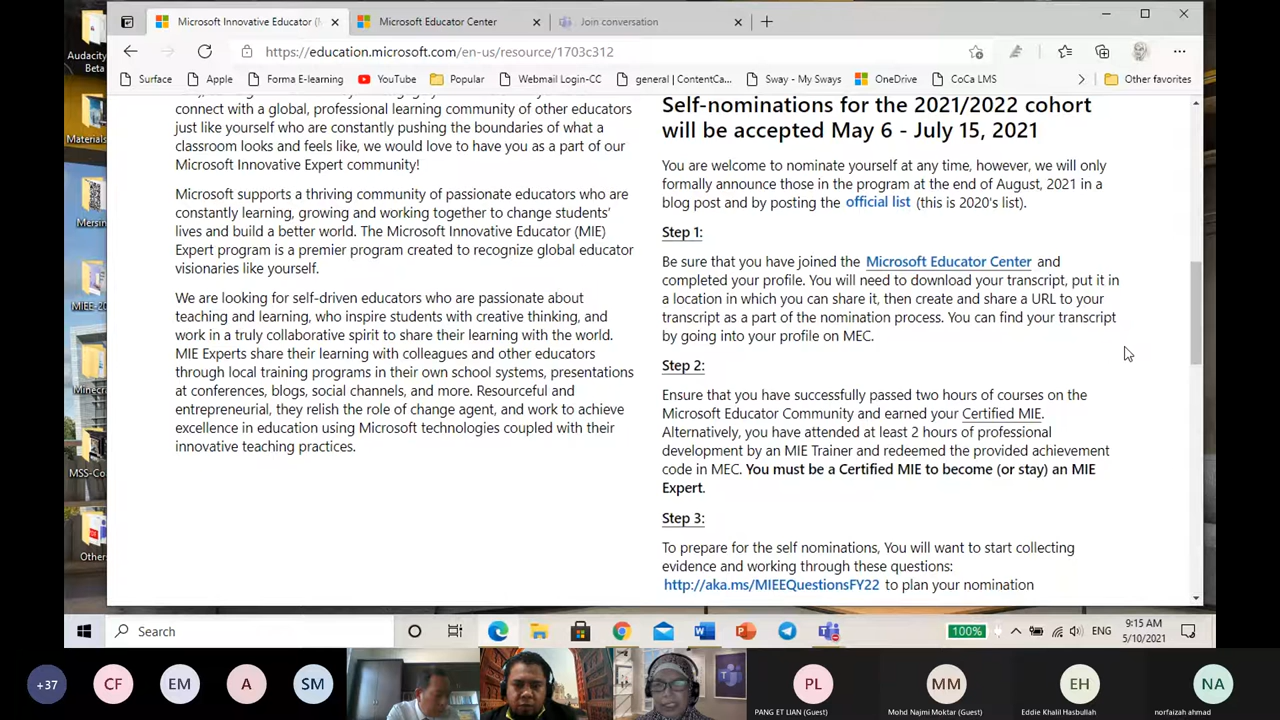 Microsoft Innovative Educator (
Microsoft Educator Center
Join conversation
https://education.microsoft.com/en-us/resource/1703c312
Surface
Apple
Forma E-learning
YouTube
Popular
Webmail Login-CC
general | ContentCa...
Sway - My Sways
OneDrive
CoCa LMS
Other favorites
Audacity
Beta
Materials
Mersin
MIEE-20
Minec
MSS-Co
Others
connect with a global, professional learning community of other educators
just like yourself who are constantly pushing the boundaries of what a
classroom looks and feels like, we would love to have you as a part of our
Microsoft Innovative Expert community!
Microsoft supports a thriving community of passionate educators who are
constantly learning, growing and working together to change students'
lives and build a better world. The Microsoft Innovative Educator (MIE)
Expert program is a premier program created to recognize global educator
visionaries like yourself.
We are looking for self-driven educators who are passionate about
teaching and learning, who inspire students with creative thinking, and
work in a truly collaborative spirit to share their learning with the world.
MIE Experts share their learning with colleagues and other educators
through local training programs in their own school systems, presentations
at conferences, blogs, social channels, and more. Resourceful and
entrepreneurial, they relish the role of change agent, and work to achieve
excellence in education using Microsoft technologies coupled with their
innovative teaching practices.
Self-nominations for the 2021/2022 cohort
will be accepted May 6 - July 15, 2021
You are welcome to nominate yourself at any time, however, we will only
formally announce those in the program at the end of August, 2021 in a
blog post and by posting the official list (this is 2020's list).
Step 1:
Be sure that you have joined the Microsoft Educator Center and
completed your profile. You will need to download your transcript, put it in
a location in which you can share it, then create and share a URL to your
transcript as a part of the nomination process. You can find your transcript
by going into your profile on MEC.
Step 2:
Ensure that you have successfully passed two hours of courses on the
Microsoft Educator Community and earned your Certified MIE.
Alternatively, you have attended at least 2 hours of professional
development by an MIE Trainer and redeemed the provided achievement
code in MEC. You must be a Certified MIE to become (or stay) an MIE
Expert.
Step 3:
To prepare for the self nominations, You will want to start collecting
evidence and working through these questions:
http://aka.ms/MIEEQuestionsFY22 to plan your nomination
Search
100%
ENG
9:15 AM
5/10/2021
+37
CF
EM
A
SM
PL
PANG ET LIAN (Guest)
MM
Mohd Najmi Moktar (Guest)
EH
Eddie Khalil Hasbullah
NA
norfaizah ahmad